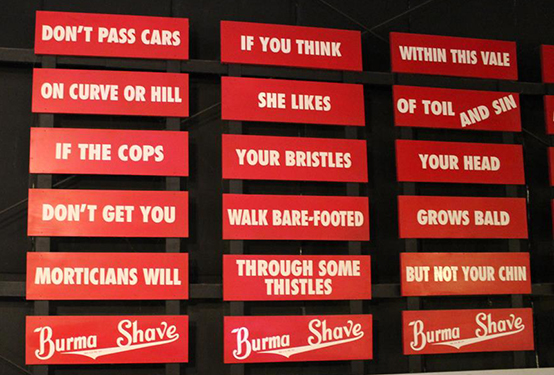 DON'T PASS CARS
ON CURVE OR HILL
IF THE COPS
DON'T GET YOU
MORTICIANS WILL
Burma Shave
IF YOU THINK
SHE LIKES
YOUR BRISTLES
WALK BARE-FOOTED
THROUGH SOME
THISTLES
Burma Shave
WITHIN THIS VALE
OF TOIL AND SIN
YOUR HEAD
GROWS BALD
BUT NOT YOUR CHIN
Burma Shave